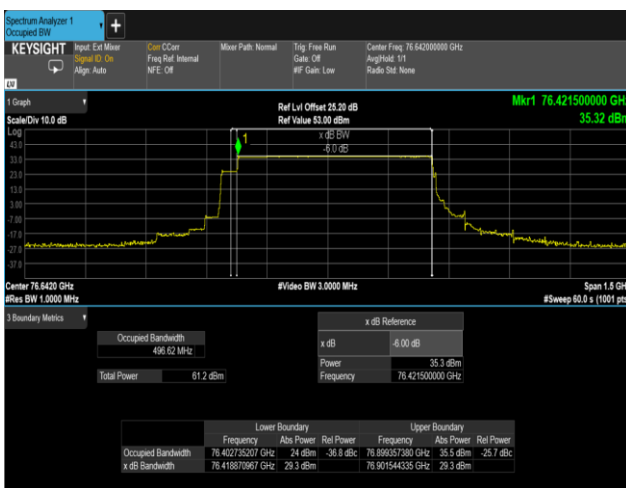 Spectrum Analyzer 1
Occupied BW
+
KEYSIGHT Input: Ext Mixer Corr CCorr Mixer Path: Normal Trig: Free Run Center Freq: 76.642000000 GHz
Signal ID: On Freq Ref: Internal Gate: Off Avg|Hold: 1/1
Align: Auto NFE: Off #IF Gain: Low Radio Std: None
LXI
1 Graph Ref Lvl Offset 25.20 dB Mkr1 76.421500000 GH
Scale/Div 10.0 dB Ref Value 53.00 dBm 35.32 dBm
Log x dB BW
43.0 1 -6.0 dB
33.0
23.0
13.0
3.00
-7.00
-17.0
-27.0
-37.0
Center 76.6420 GHz #Video BW 3.0000 MHz Span 1.5 GH
#Res BW 1.0000 MHz #Sweep 60.0 s (1001 pts
3 Boundary Metrics
x dB Reference
Occupied Bandwidth x dB -6.00 dB
496.62 MHz
Power 35.3 dBm
Total Power 61.2 dBm Frequency 76.421500000 GHz
Lower Boundary Upper Boundary
Frequency Abs Power Rel Power Frequency Abs Power Rel Power
Occupied Bandwidth 76.402735207 GHz 24 dBm -36.8 dBc 76.899357380 GHz 35.5 dBm -25.7 dBc
x dB Bandwidth 76.418870967 GHz 29.3 dBm 76.901544335 GHz 29.3 dBm